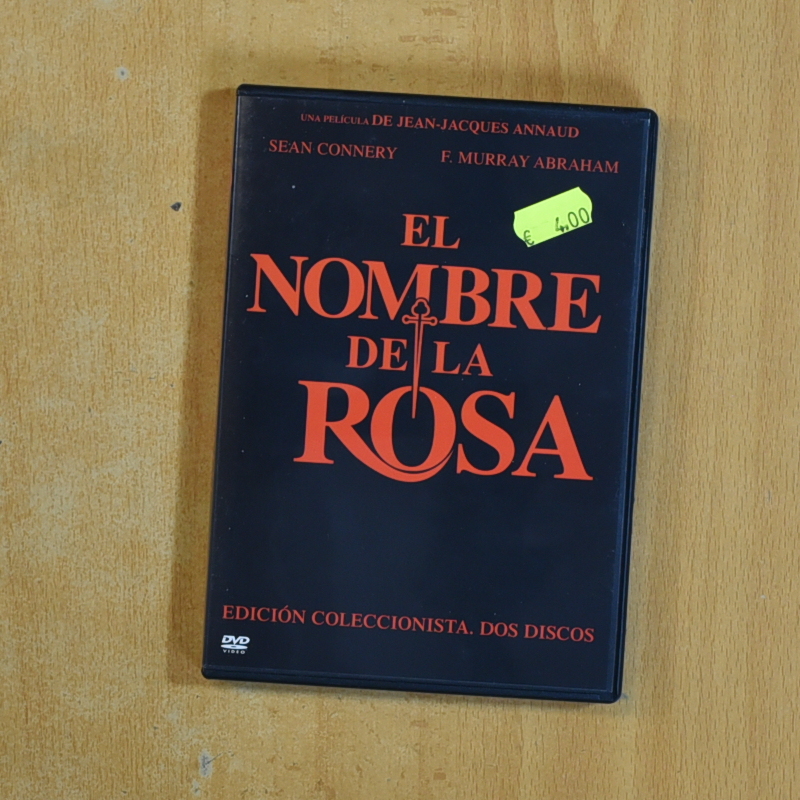 UNA PELÍCULA DE JEAN-JACQUES ANNAUD
SEAN CONNERY F. MURRAY ABRAHAM
€ 4,00
EL
NOMBRE
DE LA
ROSA
EDICIÓN COLECCIONISTA. DOS DISCOS
DVD
VIDEO